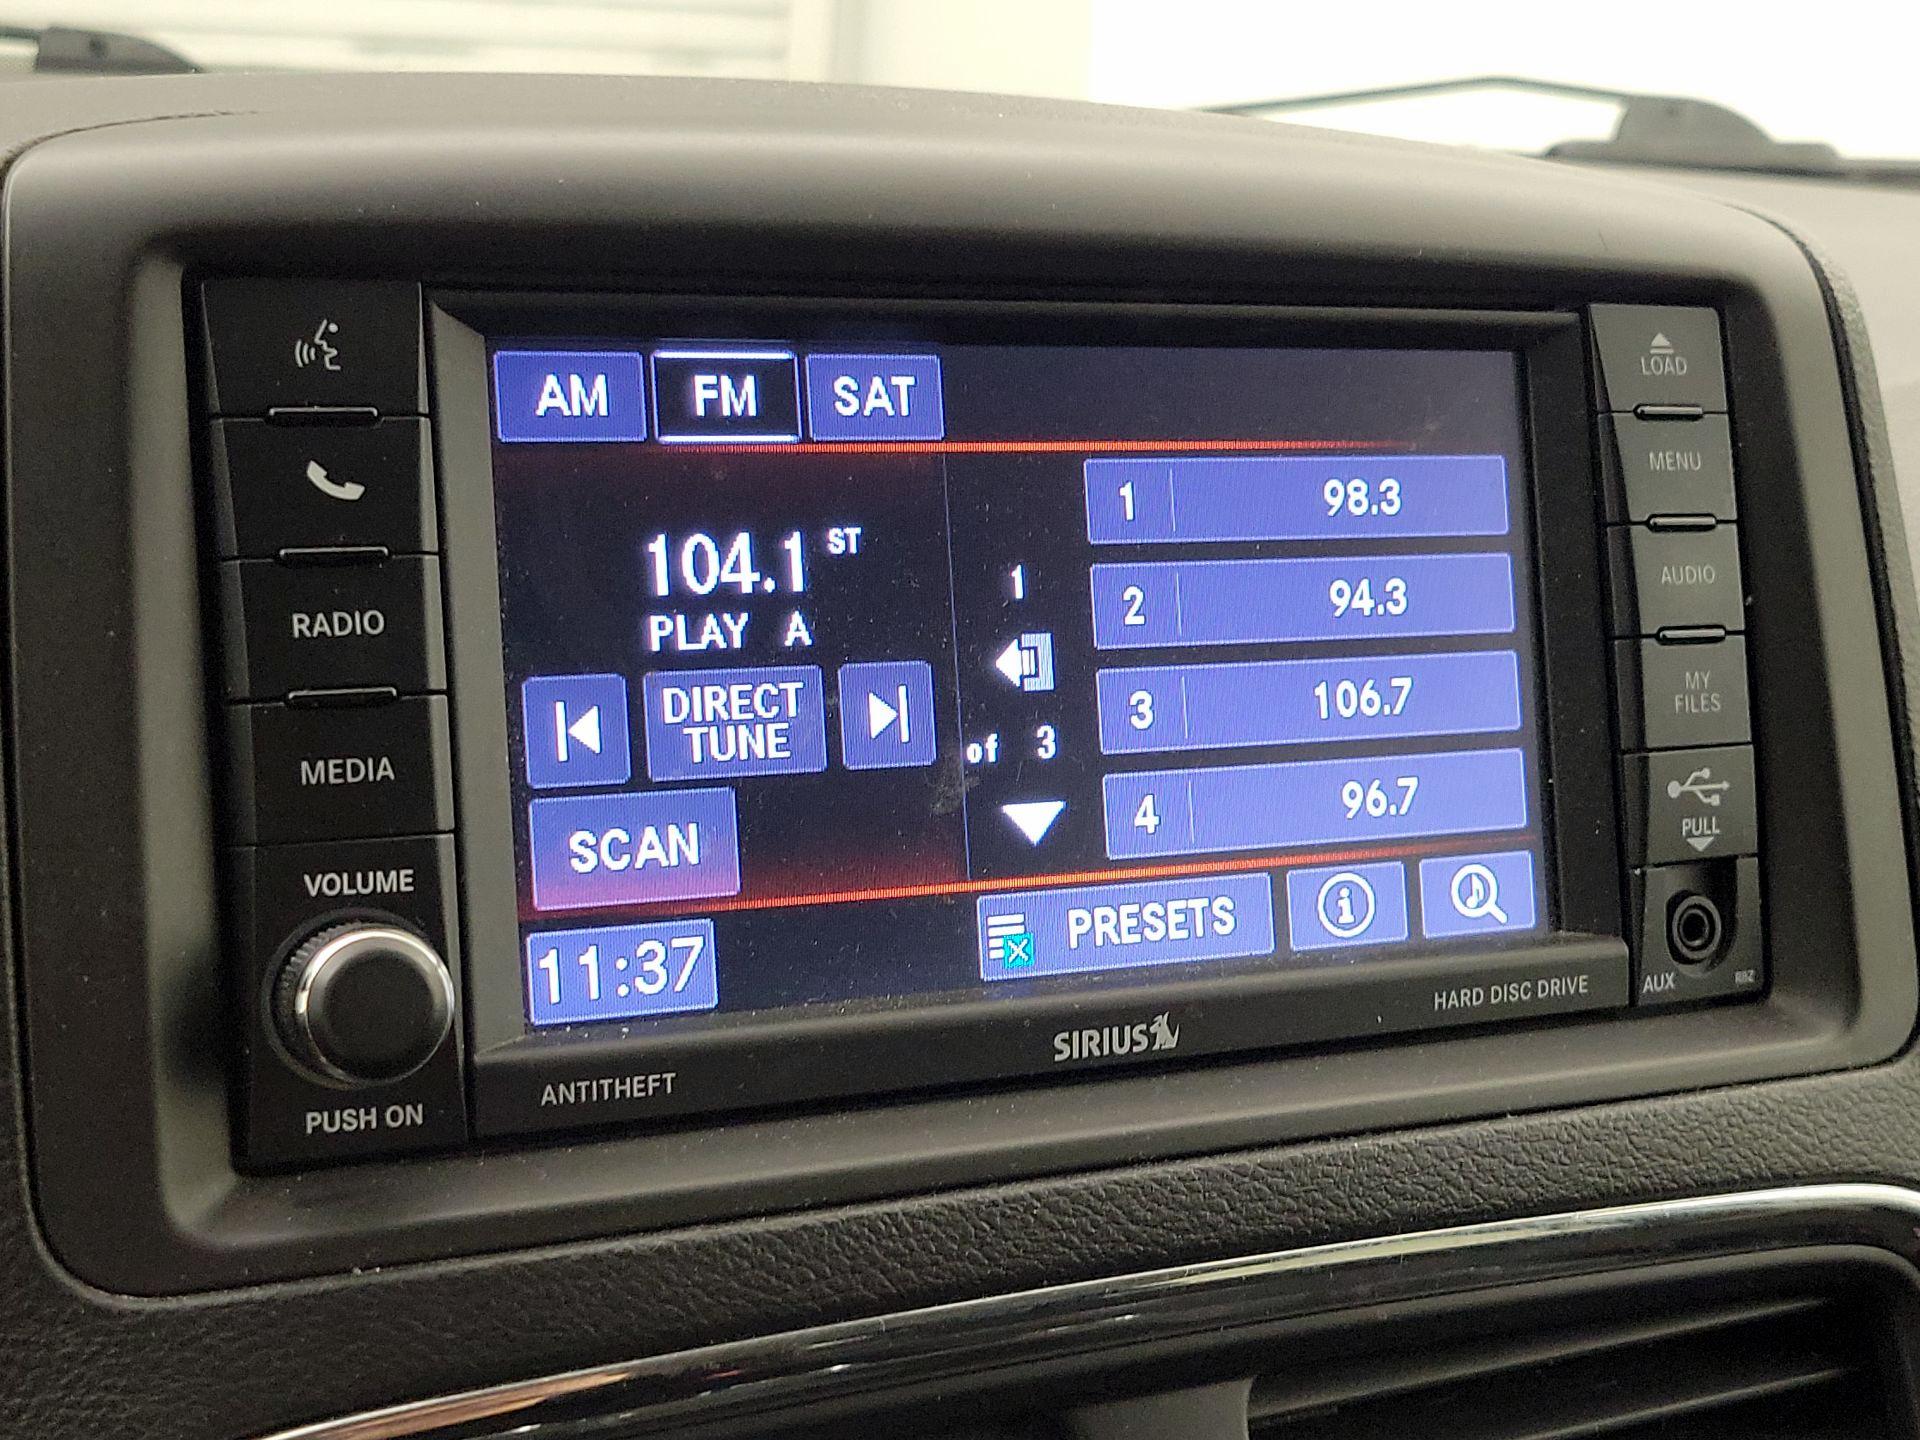 AM FM SAT
104.1 ST
PLAY A
DIRECT
TUNE
SCAN
11:37
1
of 3
1 98.3
2 94.3
3 106.7
4 96.7
PRESETS
i
RADIO
MEDIA
VOLUME
PUSH ON
LOAD
MENU
AUDIO
MY
FILES
PULL
AUX RBZ
ANTITHEFT
SIRIUS
HARD DISC DRIVE